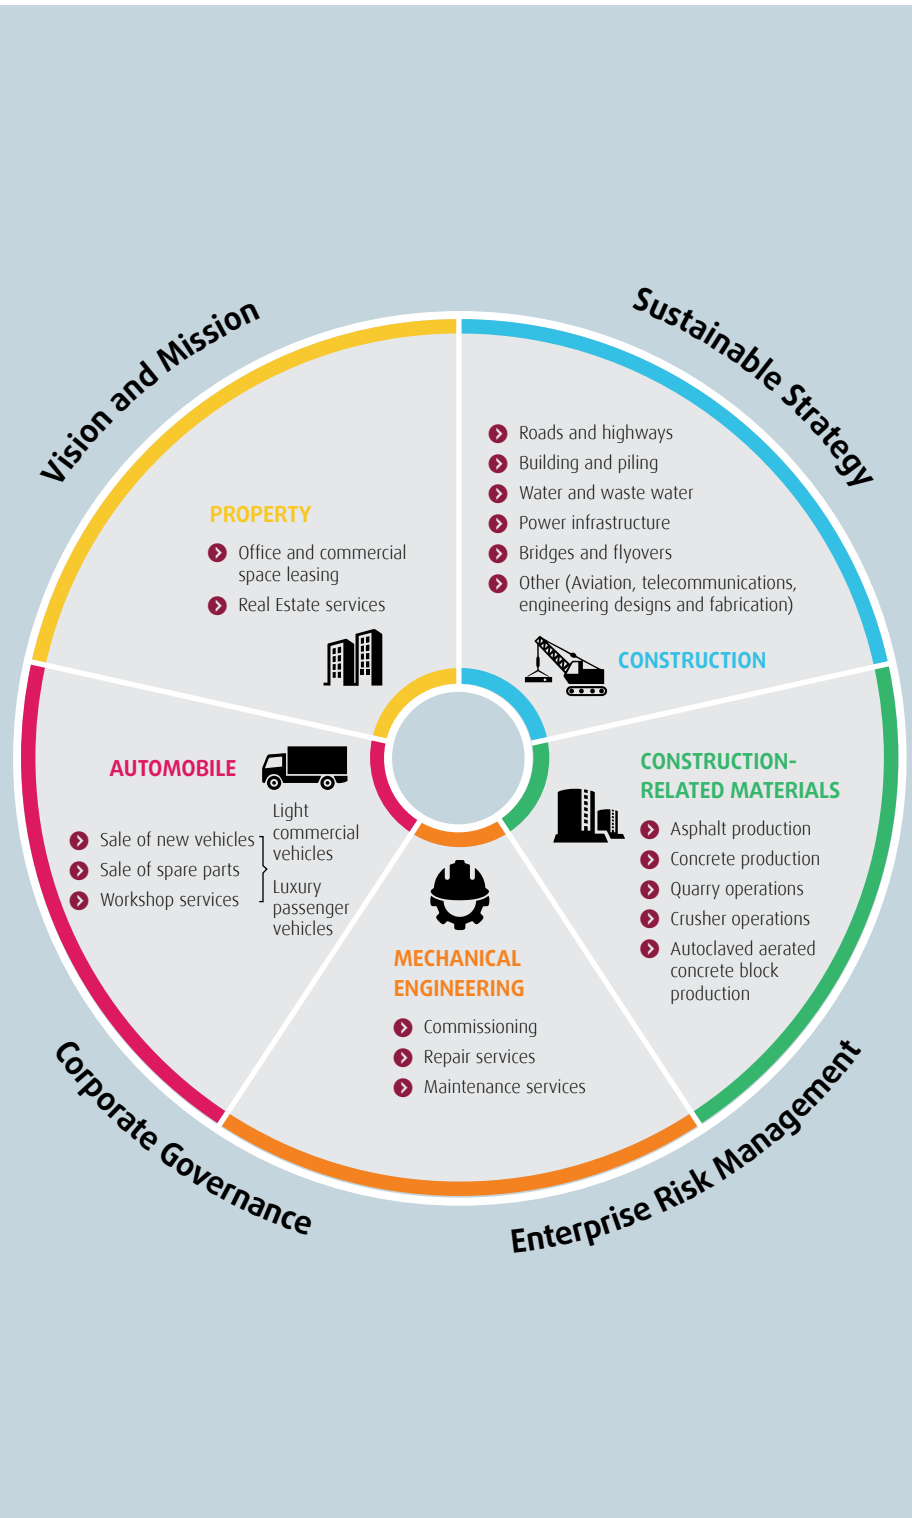 Vision and Mission
Sustainable Strategy
Roads and highways
Building and piling
Water and waste water
Power infrastructure
Bridges and flyovers
Other (Aviation, telecommunications,
engineering designs and fabrication)
CONSTRUCTION
PROPERTY
Office and commercial
space leasing
Real Estate services
AUTOMOBILE
Sale of new vehicles
Sale of spare parts
Workshop services
Light
commercial
vehicles
Luxury
passenger
vehicles
CONSTRUCTION-
RELATED MATERIALS
Asphalt production
Concrete production
Quarry operations
Crusher operations
Autoclaved aerated
concrete block
production
MECHANICAL
ENGINEERING
Commissioning
Repair services
Maintenance services
Corporate Governance
Enterprise Risk Management